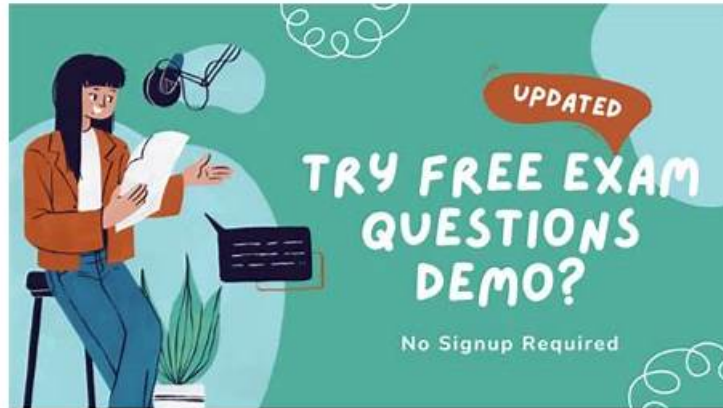 UPDATED
TRY FREE EXAM
QUESTIONS
DEMO?
No Signup Required